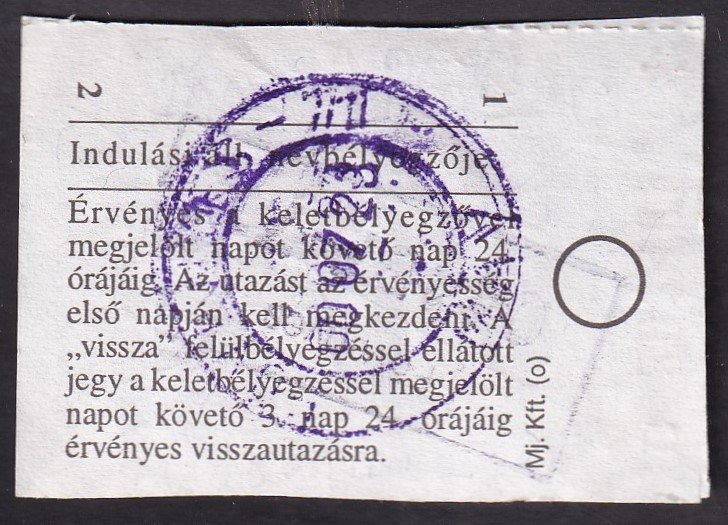 2 1
Indulási áll. névbélyegzője
Érvényes a keletbélyegzővel
megjelölt napot követő nap 24.
órájáig. Az utazást az érvényesség
első napján kell megkezdeni. A
„vissza” felülbélyegzéssel ellátott
jegy a keletbélyegzéssel megjelölt
napot követő 3. nap 24. órájáig
érvényes visszautazásra.
Mj. Kft. (o)